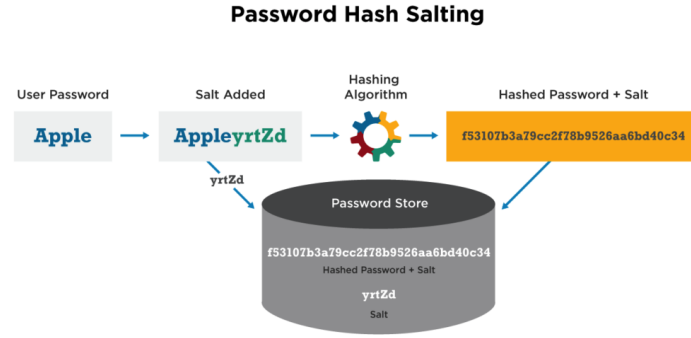 Password Hash Salting
User Password
Salt Added
Hashing
Algorithm
Hashed Password + Salt
Apple
AppleyrtZd
f53107b3a79cc2f78b9526aa6bd40c34
yrtZd
Password Store
f53107b3a79cc2f78b9526aa6bd40c34
Hashed Password + Salt
yrtZd
Salt